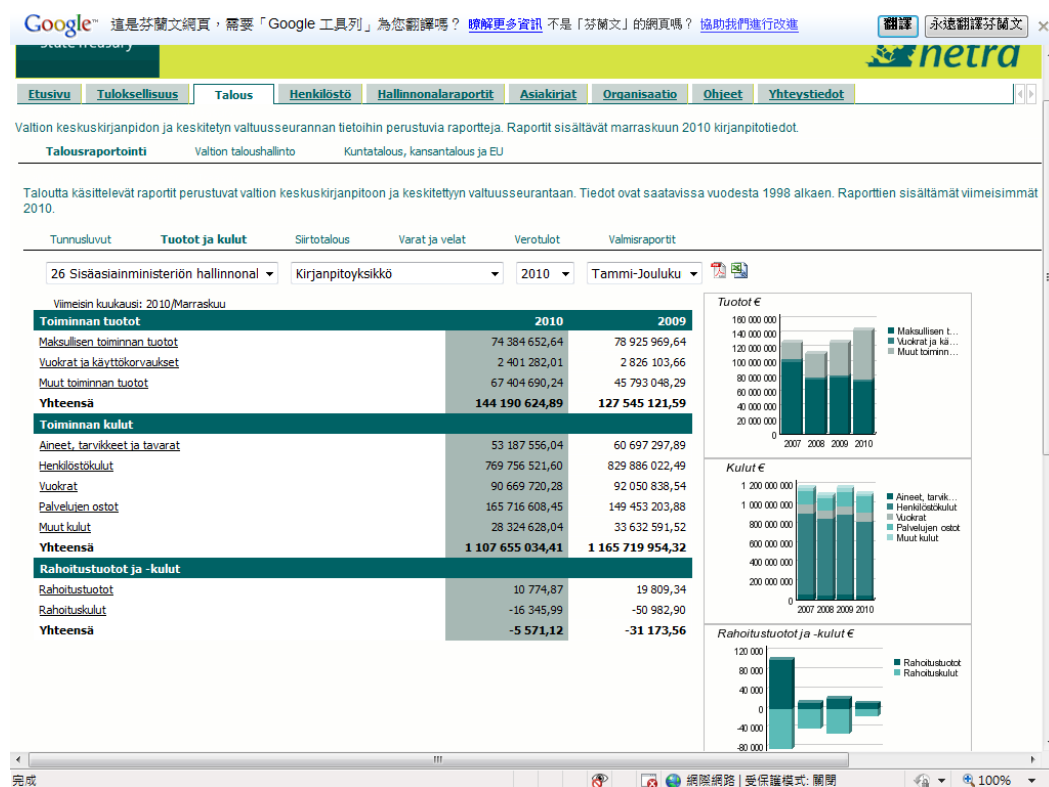 Google™ 這是芬蘭文網頁，需要「Google 工具列」為您翻譯嗎？ 瞭解更多資訊 不是「芬蘭文」的網頁嗎？ 協助我們進行改進 翻譯 永遠翻譯芬蘭文
State Treasury
netra
Etusivu Tuloksellisuus Talous Henkilöstö Hallinnonalaraportit Asiakirjat Organisaatio Ohjeet Yhteystiedot
Valtion keskuskirjanpidon ja keskitetyn valtuusseurannan tietoihin perustuvia raportteja. Raportit sisältävät marraskuun 2010 kirjanpitotiedot.
Talousraportointi Valtion taloushallinto Kuntatalous, kansantalous ja EU
Taloutta käsittelevät raportit perustuvat valtion keskuskirjanpitoon ja keskitettyyn valtuusseurantaan. Tiedot ovat saatavissa vuodesta 1998 alkaen. Raporttien sisältämät viimeisimmät
2010.
Tunnusluvut Tuotot ja kulut Siirtotalous Varat ja velat Verotulot Valmisraportit
26 Sisäasiainministeriön hallinnonal Kirjanpitoyksikkö 2010 Tammi-Jouluku
Viimeisin kuukausi: 2010/Marraskuu
Toiminnan tuotot 2010 2009
Maksullisen toiminnan tuotot 74 384 652,64 78 925 969,64
Vuokrat ja käyttökorvaukset 2 401 282,01 2 826 103,66
Muut toiminnan tuotot 67 404 690,24 45 793 048,29
Yhteensä 144 190 624,89 127 545 121,59
Toiminnan kulut
Aineet, tarvikkeet ja tavarat 53 187 556,04 60 697 297,89
Henkilöstökulut 769 756 521,60 829 886 022,49
Vuokrat 90 669 720,28 92 050 838,54
Palvelujen ostot 165 716 608,45 149 453 203,88
Muut kulut 28 324 628,04 33 632 591,52
Yhteensä 1 107 655 034,41 1 165 719 954,32
Rahoitustuotot ja -kulut
Rahoitustuotot 10 774,87 19 809,34
Rahoituskulut -16 345,99 -50 982,90
Yhteensä -5 571,12 -31 173,56
Tuotot €
160 000 000
140 000 000
120 000 000
100 000 000
80 000 000
60 000 000
40 000 000
20 000 000
0
2007 2008 2009 2010
Maksullisen t...
Vuokrat ja kä...
Muut toiminn...
Kulut €
1 200 000 000
1 000 000 000
800 000 000
600 000 000
400 000 000
200 000 000
0
2007 2008 2009 2010
Aineet, tarvik...
Henkilöstökulut
Vuokrat
Palvelujen ostot
Muut kulut
Rahoitustuotot ja -kulut €
120 000
80 000
40 000
0
-40 000
-80 000
Rahoitustuotot
Rahoituskulut
完成 網際網路 | 受保護模式: 關閉 100%